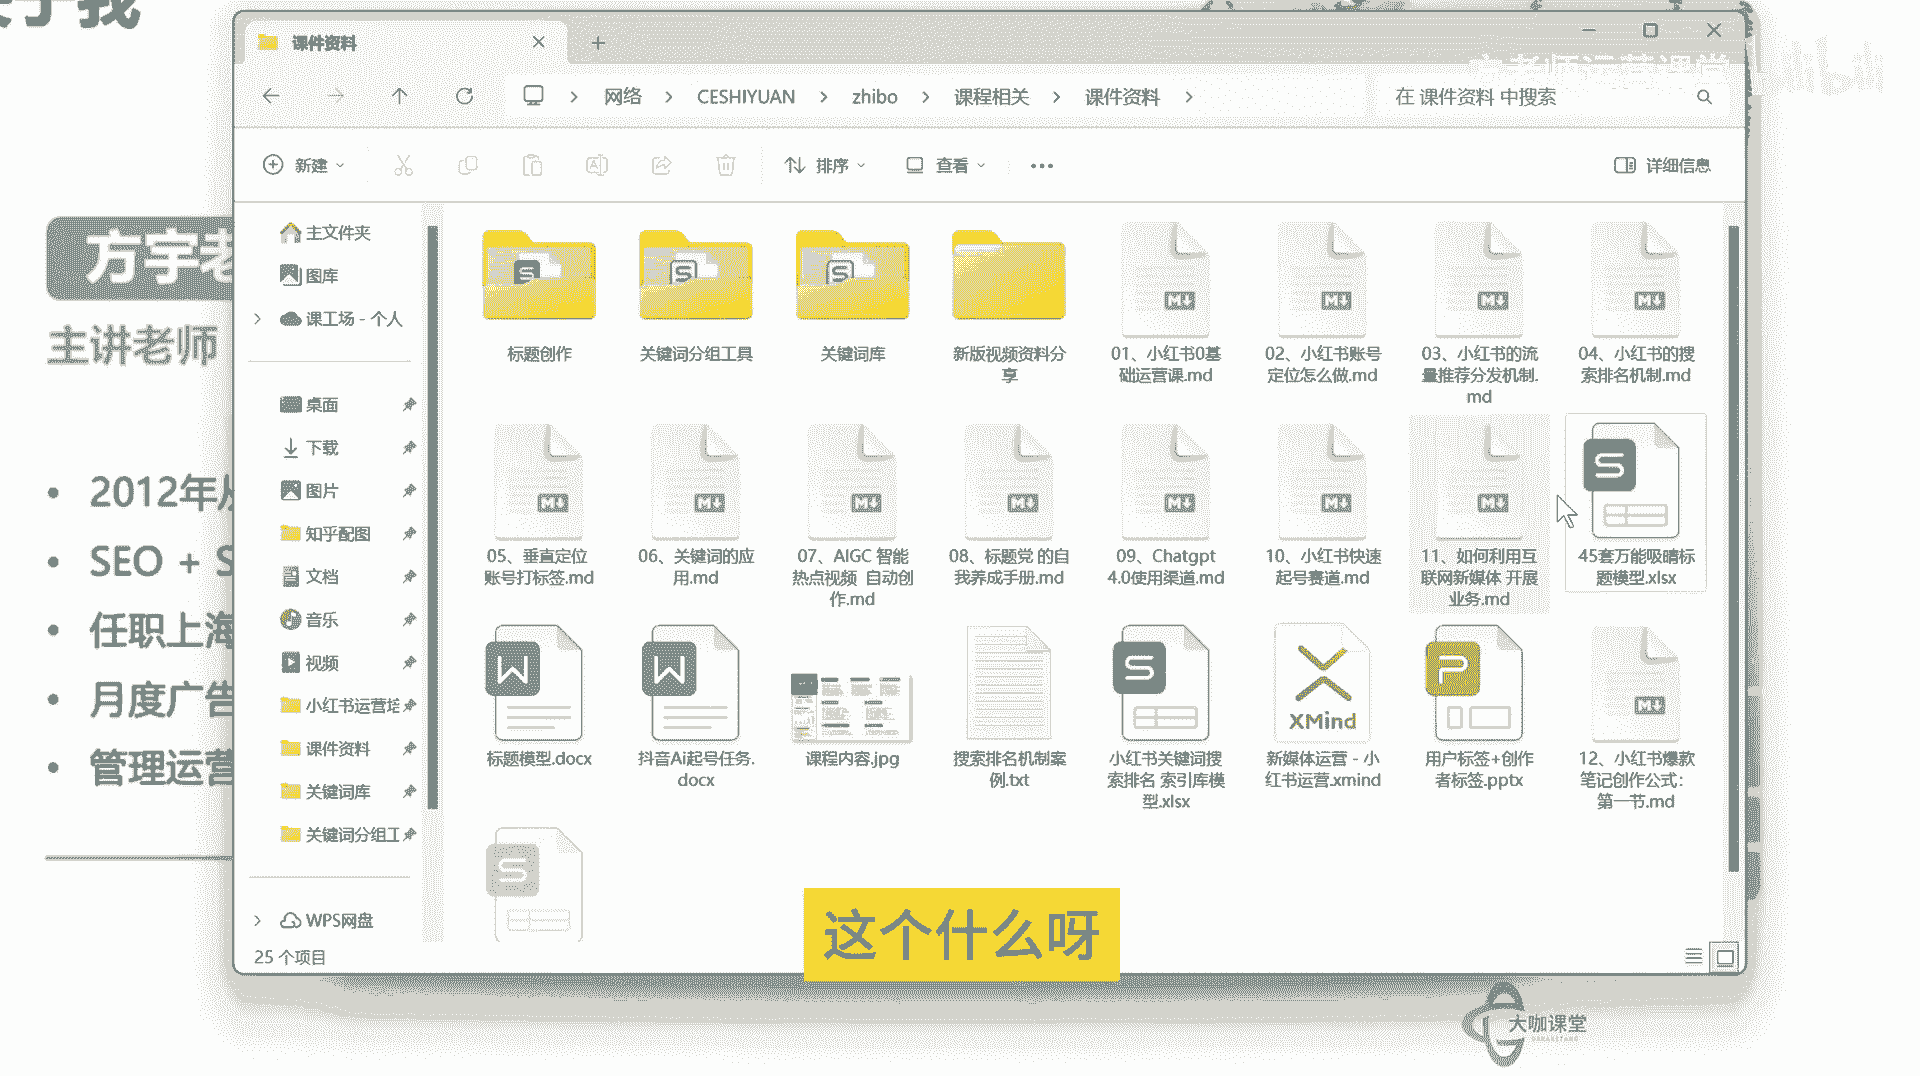 课件资料
网络 > CESHIYUAN > zhibo > 课程相关 > 课件资料 >
在 课件资料 中搜索
新建
排序
查看
详细信息
主文件夹
图库
课工场 - 个人
桌面
下载
图片
知乎配图
文档
音乐
视频
小红书运营培
课件资料
关键词库
关键词分组工
WPS网盘
25 个项目
标题创作
关键词分组工具
关键词库
新版视频资料分
享
01、小红书0基
础运营课.md
02、小红书账号
定位怎么做.md
03、小红书的流
量推荐分发机制.
md
04、小红书的搜
索排名机制.md
05、垂直定位
账号打标签.md
06、关键词的应
用.md
07、AIGC 智能
热点视频 自动创
作.md
08、标题党 的自
我养成手册.md
09、Chatgpt
4.0使用渠道.md
10、小红书快速
起号赛道.md
11、如何利用互
联网新媒体 开展
业务.md
45套万能吸睛标
题模型.xlsx
标题模型.docx
抖音Ai起号任务.
docx
课程内容.jpg
搜索排名机制案
例.txt
小红书关键词搜
索排名 索引库模
型.xlsx
XMind
新媒体运营 - 小
红书运营.xmind
用户标签+创作
者标签.pptx
12、小红书爆款
笔记创作公式:
第一节.md
方宇老
主讲老师
2012年从
SEO + S
任职上海
月度广告
管理运营
这个什么呀
老师运营课堂
bilibili
大咖课堂